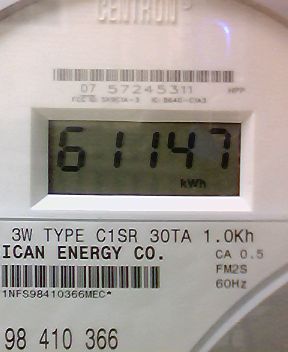 CENTRON®
07 57245311 HPP
61147
kWh
3W TYPE C1SR 30TA 1.0Kh
ICAN ENERGY CO. CA 0.5
FM2S
1NFS98410366MEC* 60Hz
98 410 366